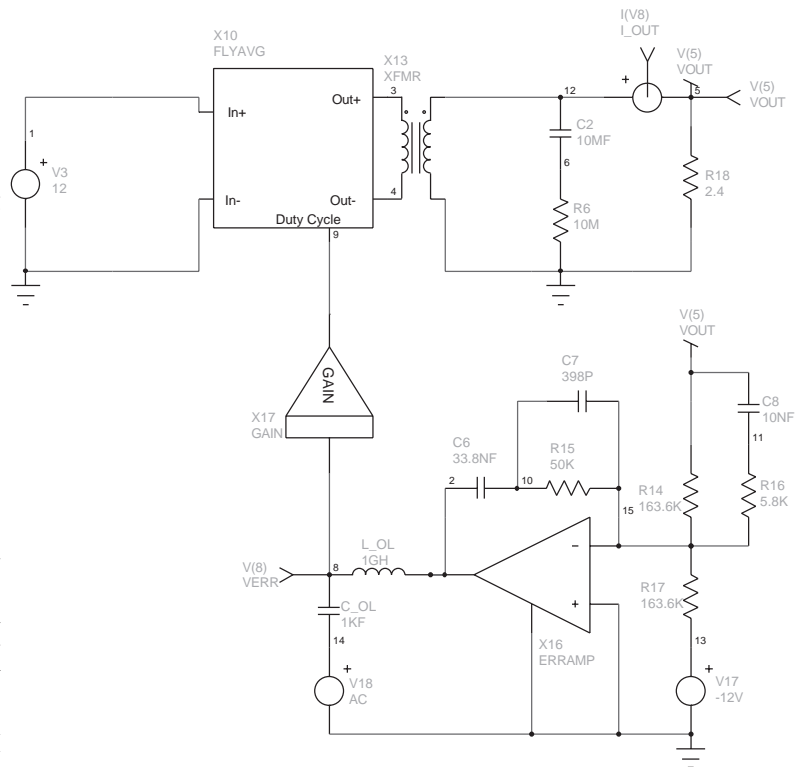 I(V8)
I_OUT
X10
FLYAVG
X13
XFMR
V(5)
VOUT
V(5)
VOUT
3
12
+
5
In+
Out+
C2
10MF
1
+
V3
12
6
R18
2.4
In-
Out-
4
R6
10M
Duty Cycle
9
V(5)
VOUT
GAIN
X17
GAIN
C7
398P
C8
10NF
C6
33.8NF
R15
50K
11
2
10
R14
163.6K
R16
5.8K
15
L_OL
1GH
V(8)
VERR
8
–
+
C_OL
1KF
R17
163.6K
14
X16
ERRAMP
13
+
V18
AC
+
V17
-12V